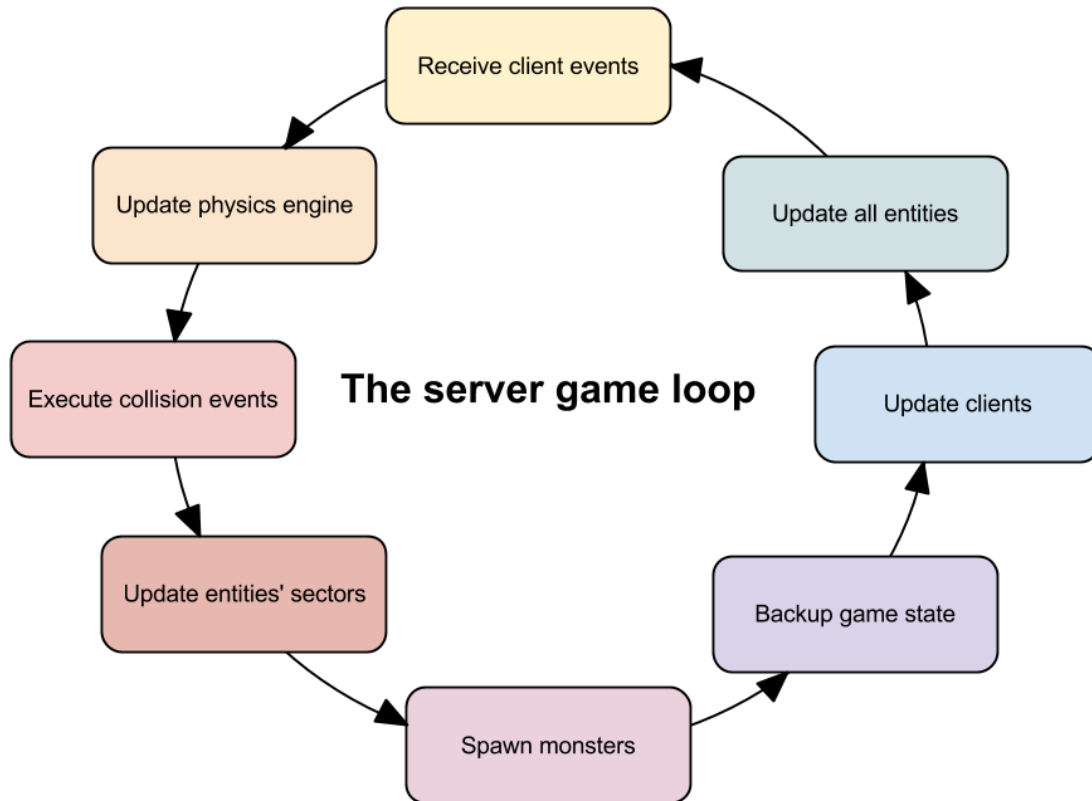 Receive client events
Update physics engine
Update all entities
Execute collision events
The server game loop
Update clients
Update entities' sectors
Backup game state
Spawn monsters